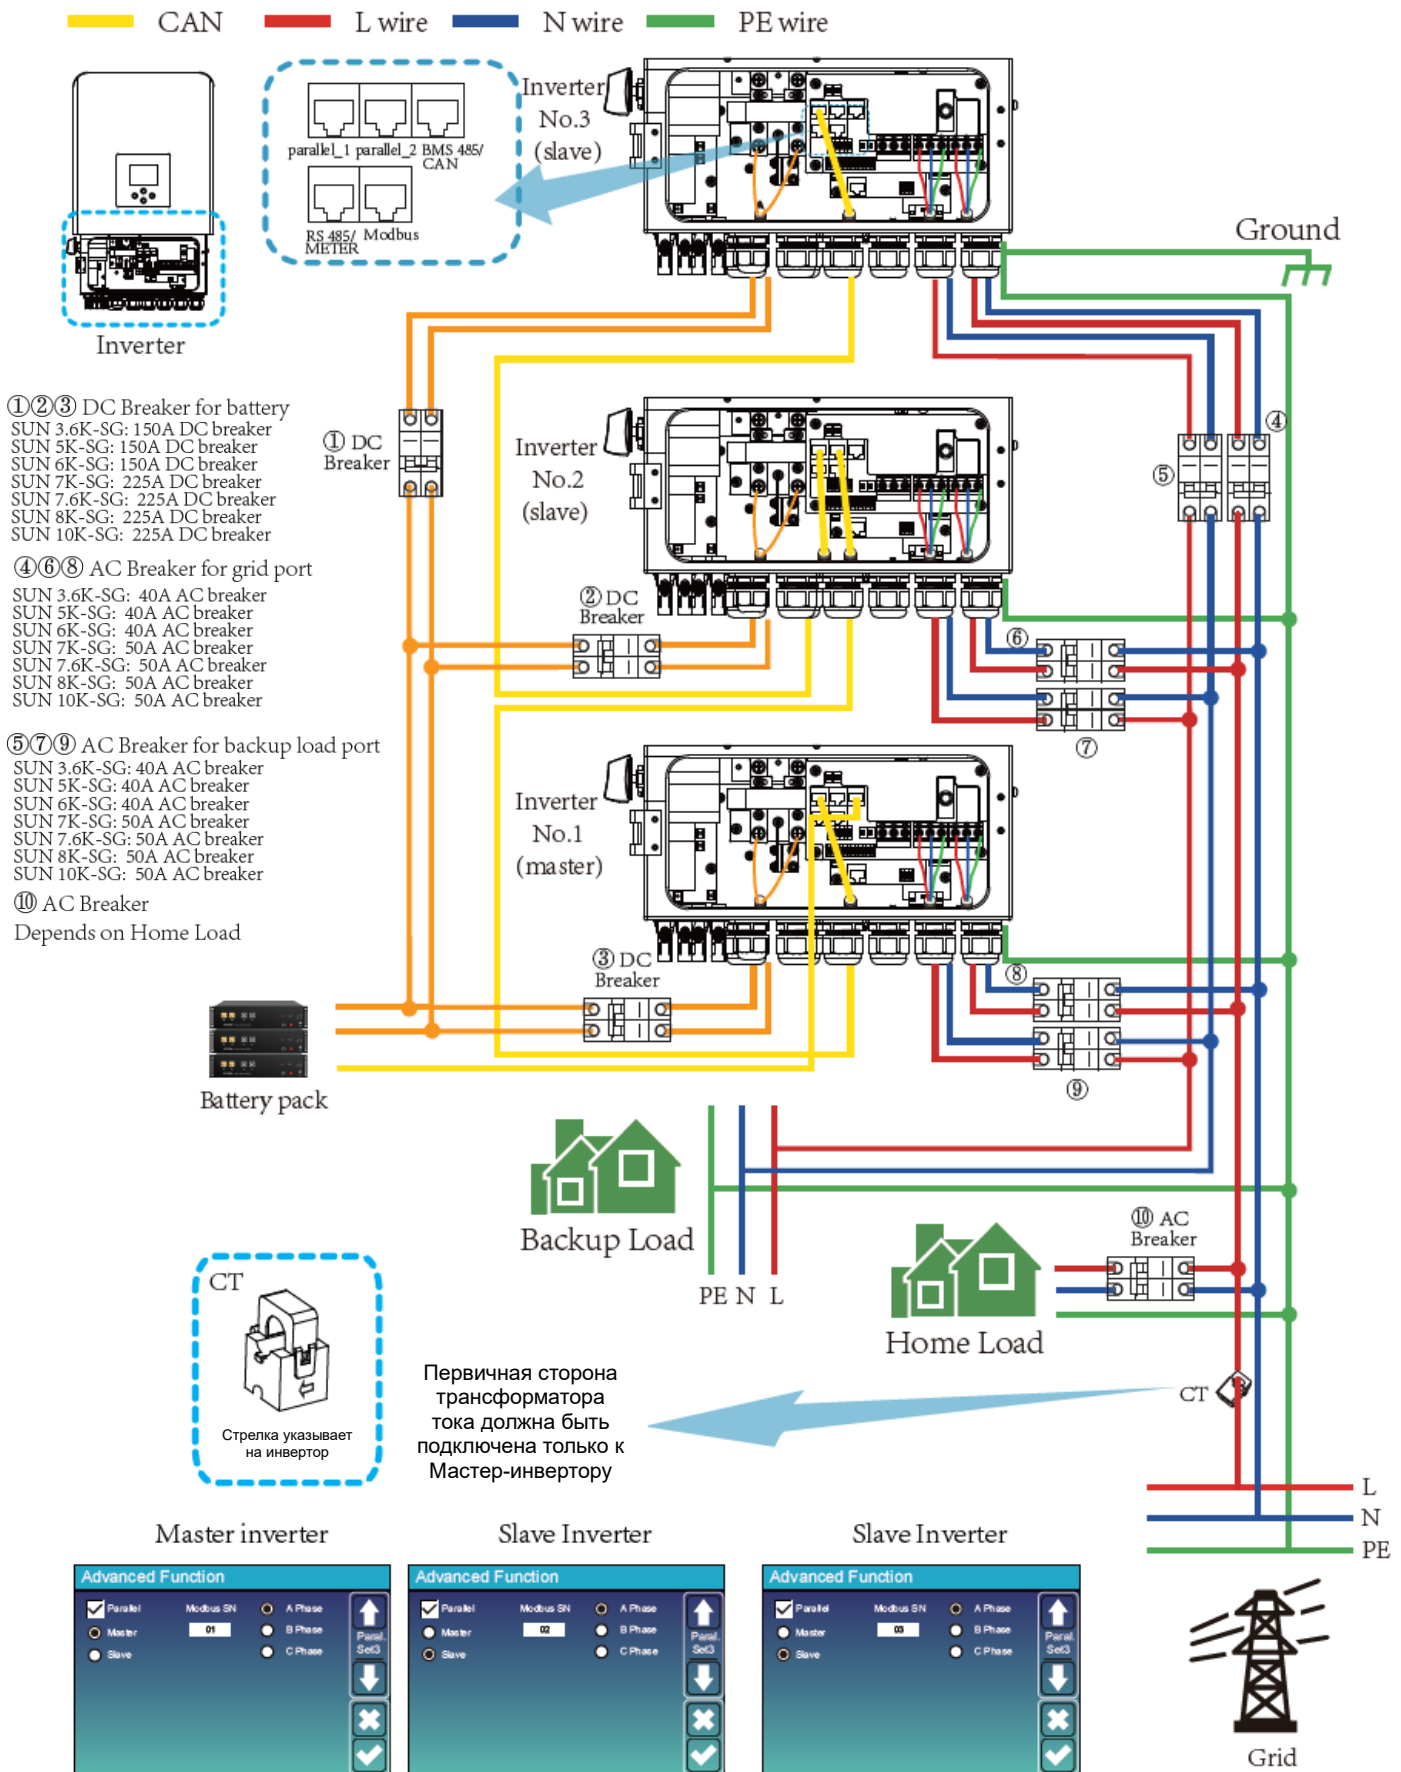 CAN L wire N wire PE wire
Inverter
No.3
(slave)
parallel_1 parallel_2 BMS 485/
CAN
RS 485/
METER
Modbus
Inverter
Ground
①②③ DC Breaker for battery
SUN 3.6K-SG: 150A DC breaker
SUN 5K-SG: 150A DC breaker
SUN 6K-SG: 150A DC breaker
SUN 7K-SG: 225A DC breaker
SUN 7.6K-SG: 225A DC breaker
SUN 8K-SG: 225A DC breaker
SUN 10K-SG: 225A DC breaker
④⑥⑧ AC Breaker for grid port
SUN 3.6K-SG: 40A AC breaker
SUN 5K-SG: 40A AC breaker
SUN 6K-SG: 40A AC breaker
SUN 7K-SG: 50A AC breaker
SUN 7.6K-SG: 50A AC breaker
SUN 8K-SG: 50A AC breaker
SUN 10K-SG: 50A AC breaker
⑤⑦⑨ AC Breaker for backup load port
SUN 3.6K-SG: 40A AC breaker
SUN 5K-SG: 40A AC breaker
SUN 6K-SG: 40A AC breaker
SUN 7K-SG: 50A AC breaker
SUN 7.6K-SG: 50A AC breaker
SUN 8K-SG: 50A AC breaker
SUN 10K-SG: 50A AC breaker
⑩ AC Breaker
Depends on Home Load
① DC
Breaker
Inverter
No.2
(slave)
④
⑤
② DC
Breaker
⑥
⑦
Inverter
No.1
(master)
③ DC
Breaker
⑧
⑨
Battery pack
Backup Load
PE N L
⑩ AC
Breaker
Home Load
CT
Стрелка указывает
на инвертор
Первичная сторона
трансформатора
тока должна быть
подключена только к
Мастер-инвертору
CT
L
N
PE
Grid
Master inverter
Advanced Function
Parallel Modbus SN A Phase
Master 01 B Phase
Slave C Phase
Paral.
Set3
Slave Inverter
Advanced Function
Parallel Modbus SN A Phase
Master 02 B Phase
Slave C Phase
Paral.
Set3
Slave Inverter
Advanced Function
Parallel Modbus SN A Phase
Master 03 B Phase
Slave C Phase
Paral.
Set3